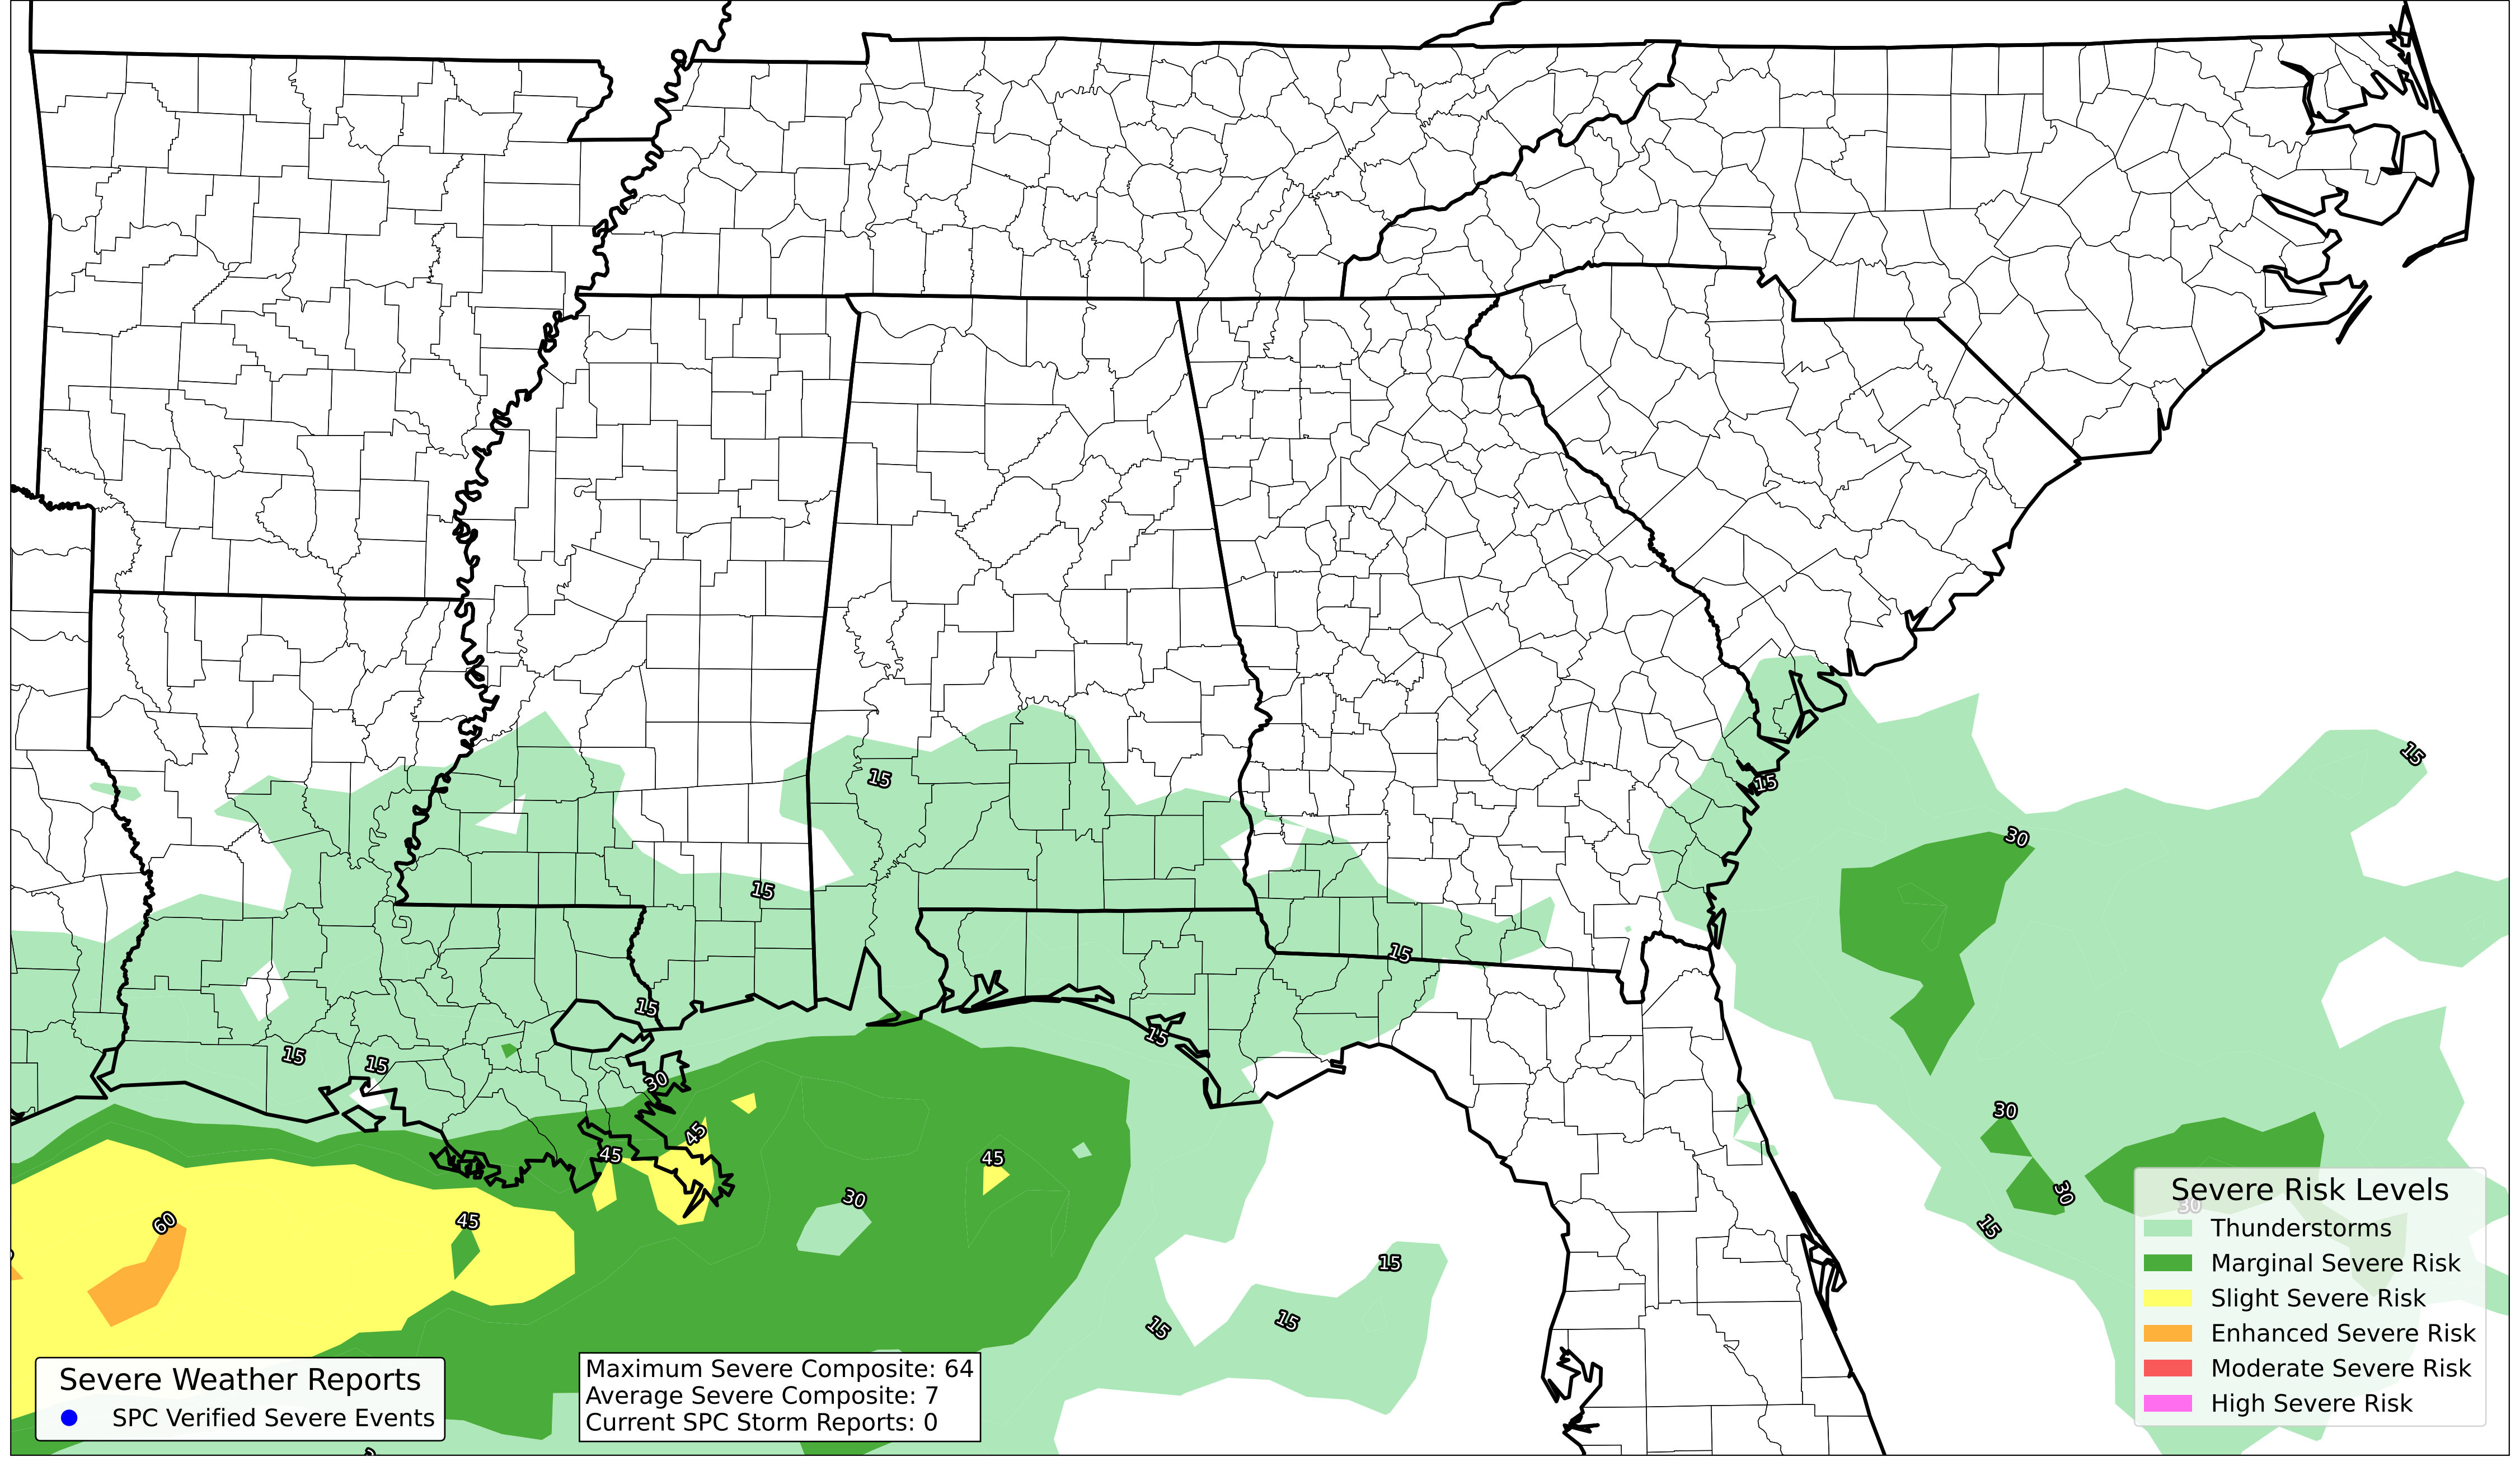 15
15
30
15
15
15
15
15
15
15
30
30
45
45
45
30
30
30
15
60
45
15
15
15
Severe Risk Levels
Thunderstorms
Marginal Severe Risk
Slight Severe Risk
Enhanced Severe Risk
Moderate Severe Risk
High Severe Risk
Severe Weather Reports
SPC Verified Severe Events
Maximum Severe Composite: 64
Average Severe Composite: 7
Current SPC Storm Reports: 0